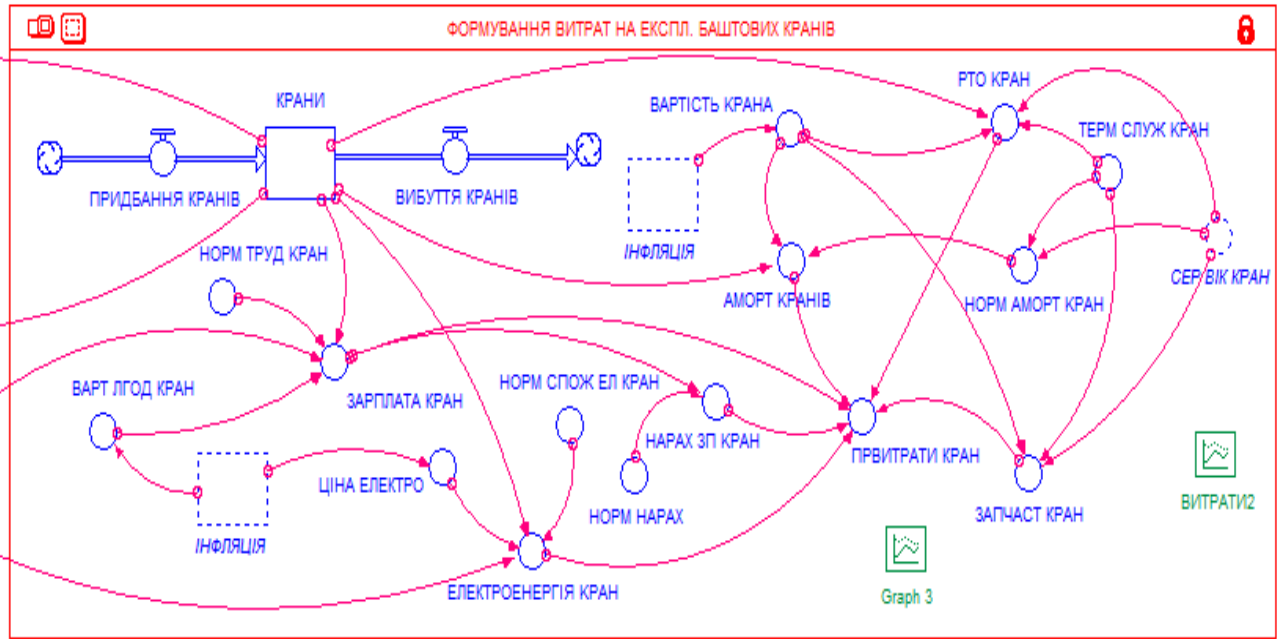 ФОРМУВАННЯ ВИТРАТ НА ЕКСПЛ. БАШТОВИХ КРАНІВ
РТО КРАН
КРАНИ
ВАРТІСТЬ КРАНА
ТЕРМ СЛУЖ КРАН
ПРИДБАННЯ КРАНІВ
ВИБУТТЯ КРАНІВ
НОРМ ТРУД КРАН
ІНФЛЯЦІЯ
СЕР ВІК КРАН
АМОРТ КРАНІВ
НОРМ АМОРТ КРАН
ВАРТ ЛГОД КРАН
НОРМ СПОЖ ЕЛ КРАН
ЗАРПЛАТА КРАН
НАРАХ ЗП КРАН
ПРВИТРАТИ КРАН
ЦІНА ЕЛЕКТРО
ВИТРАТИ2
НОРМ НАРАХ
ЗАПЧАСТ КРАН
ІНФЛЯЦІЯ
ЕЛЕКТРОЕНЕРГІЯ КРАН
Graph 3